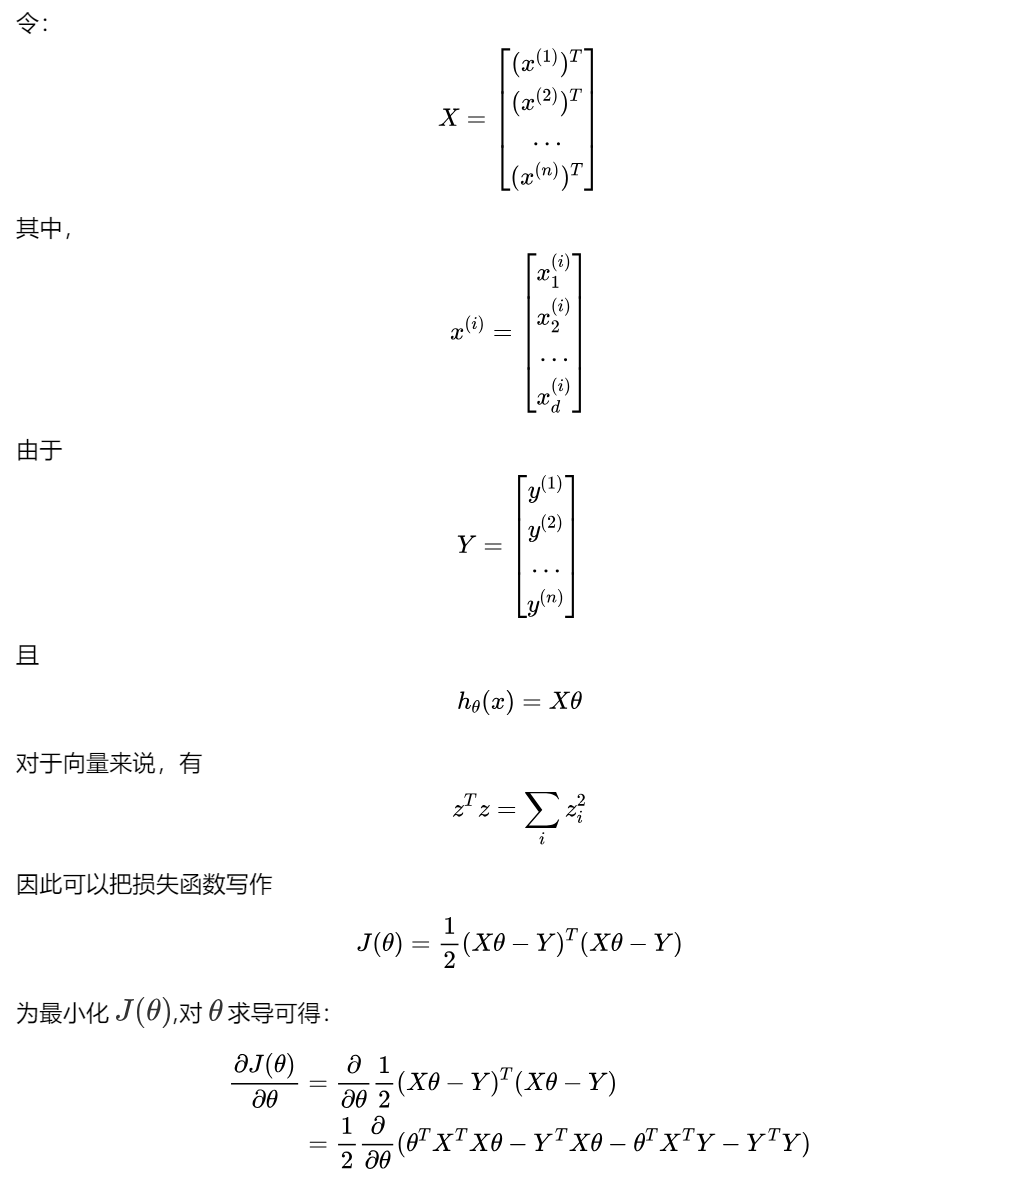 令：
$$X = \begin{bmatrix} (x^{(1)})^T \\ (x^{(2)})^T \\ \cdots \\ (x^{(n)})^T \end{bmatrix}$$
其中，
$$x^{(i)} = \begin{bmatrix} x_1^{(i)} \\ x_2^{(i)} \\ \cdots \\ x_d^{(i)} \end{bmatrix}$$
由于
$$Y = \begin{bmatrix} y^{(1)} \\ y^{(2)} \\ \cdots \\ y^{(n)} \end{bmatrix}$$
且
$$h_\theta(x) = X\theta$$
对于向量来说，有
$$z^T z = \sum_i z_i^2$$
因此可以把损失函数写作
$$J(\theta) = \frac{1}{2}(X\theta - Y)^T(X\theta - Y)$$
为最小化 $J(\theta)$,对 $\theta$ 求导可得：
$$\frac{\partial J(\theta)}{\partial \theta} = \frac{\partial}{\partial \theta} \frac{1}{2}(X\theta - Y)^T(X\theta - Y)$$
$$= \frac{1}{2} \frac{\partial}{\partial \theta}(\theta^T X^T X\theta - Y^T X\theta - \theta^T X^T Y - Y^T Y)$$